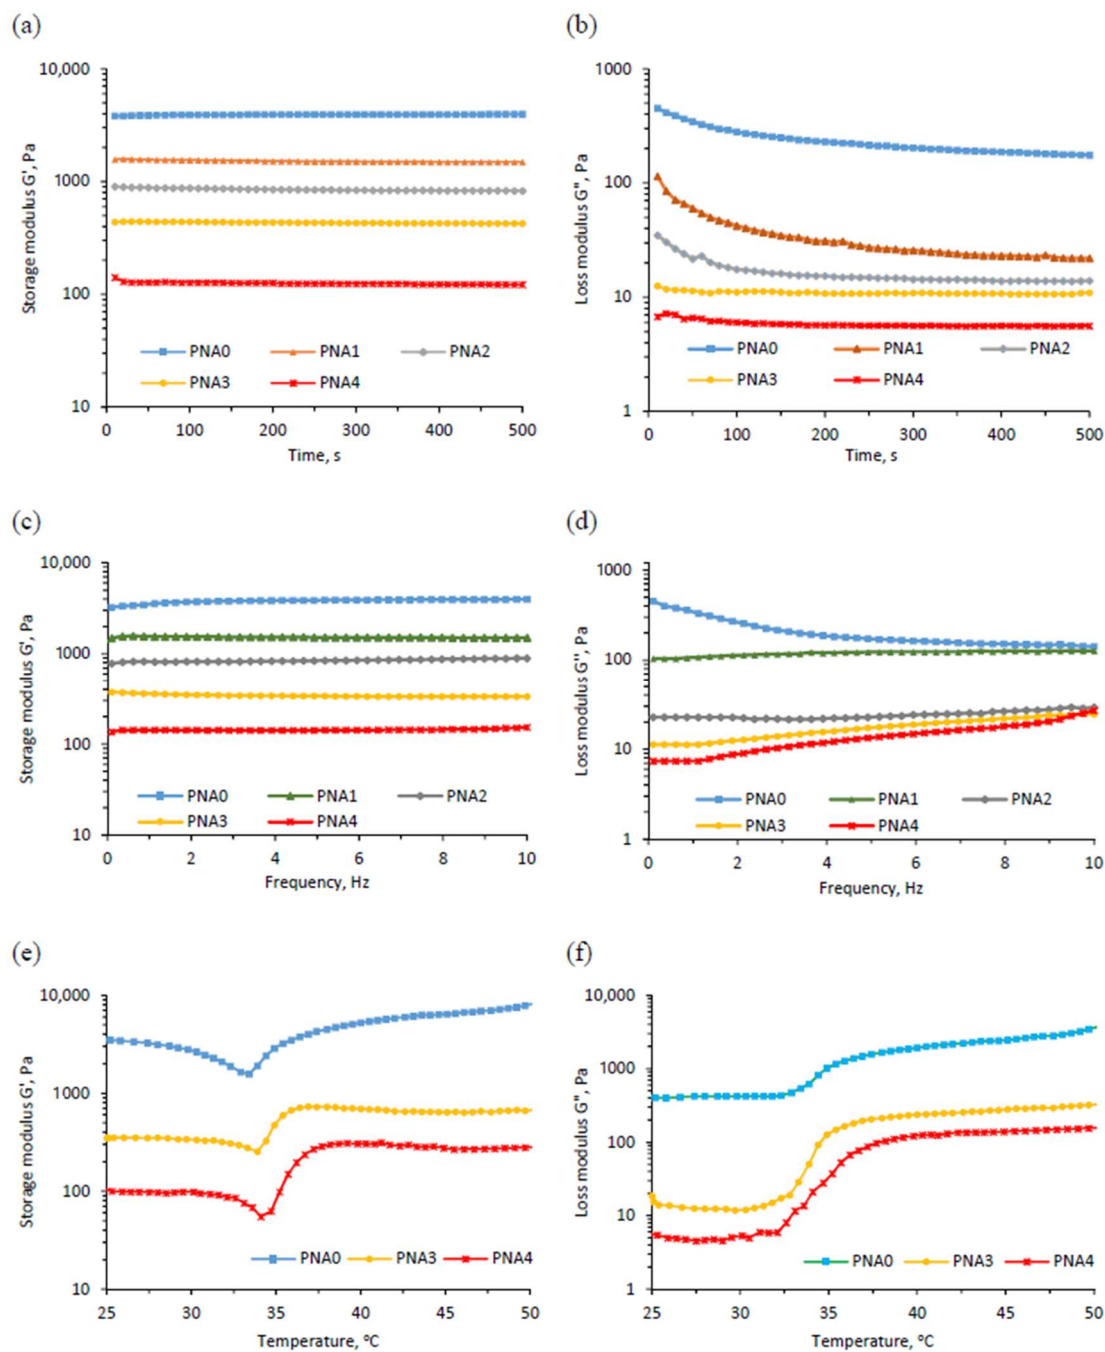 (a)
(b)
10,000
1000
100
10
Storage modulus G', Pa
PNA0 PNA1 PNA2
PNA3 PNA4
0 100 200 300 400 500
Time, s
1000
100
10
1
Loss modulus G'', Pa
PNA0 PNA1 PNA2
PNA3 PNA4
0 100 200 300 400 500
Time, s
(c)
(d)
10,000
1000
100
10
Storage modulus G', Pa
PNA0 PNA1 PNA2
PNA3 PNA4
0 2 4 6 8 10
Frequency, Hz
1000
100
10
1
Loss modulus G'', Pa
PNA0 PNA1 PNA2
PNA3 PNA4
0 2 4 6 8 10
Frequency, Hz
(e)
(f)
10,000
1000
100
10
Storage modulus G', Pa
PNA0 PNA3 PNA4
25 30 35 40 45 50
Temperature, °C
10,000
1000
100
10
1
Loss modulus G'', Pa
PNA0 PNA3 PNA4
25 30 35 40 45 50
Temperature, °C